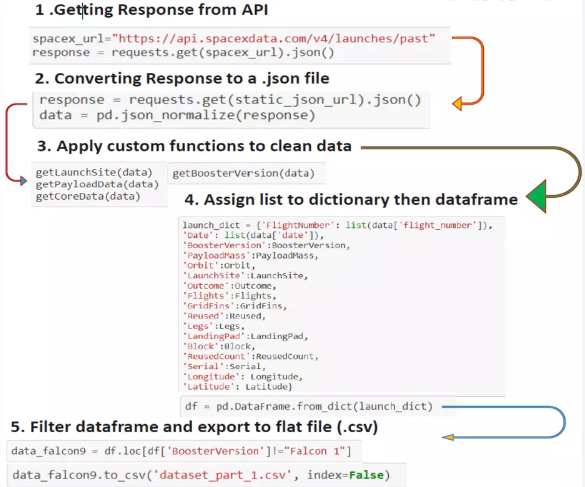 1 .Getting Response from API
spacex_url="https://api.spacexdata.com/v4/launches/past"
response = requests.get(spacex_url).json()
2. Converting Response to a .json file
response = requests.get(static_json_url).json()
data = pd.json_normalize(response)
3. Apply custom functions to clean data
getLaunchSite(data)
getPayloadData(data)
getCoreData(data)
getBoosterVersion(data)
4. Assign list to dictionary then dataframe
launch_dict = {'FlightNumber': list(data['flight_number']),
'Date': list(data['date']),
'BoosterVersion':BoosterVersion,
'PayloadMass':PayloadMass,
'Orbit':Orbit,
'LaunchSite':LaunchSite,
'Outcome':Outcome,
'Flights':Flights,
'GridFins':GridFins,
'Reused':Reused,
'Legs':Legs,
'LandingPad':LandingPad,
'Block':Block,
'ReusedCount':ReusedCount,
'Serial':Serial,
'Longitude': Longitude,
'Latitude': Latitude}
df = pd.DataFrame.from_dict(launch_dict)
5. Filter dataframe and export to flat file (.csv)
data_falcon9 = df.loc[df['BoosterVersion']!="Falcon 1"]
data_falcon9.to_csv('dataset_part_1.csv', index=False)